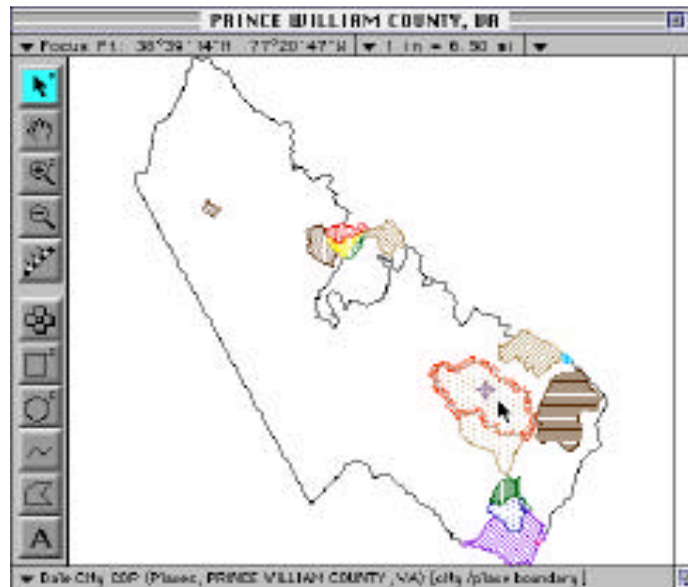 PRINCE WILLIAM COUNTY, VA
Focus Pt: 38°39'14"N 77°20'47"W 1 in = 6.50 mi
A
Dale City CDP (Places, PRINCE WILLIAM COUNTY, VA) [city/place boundary]